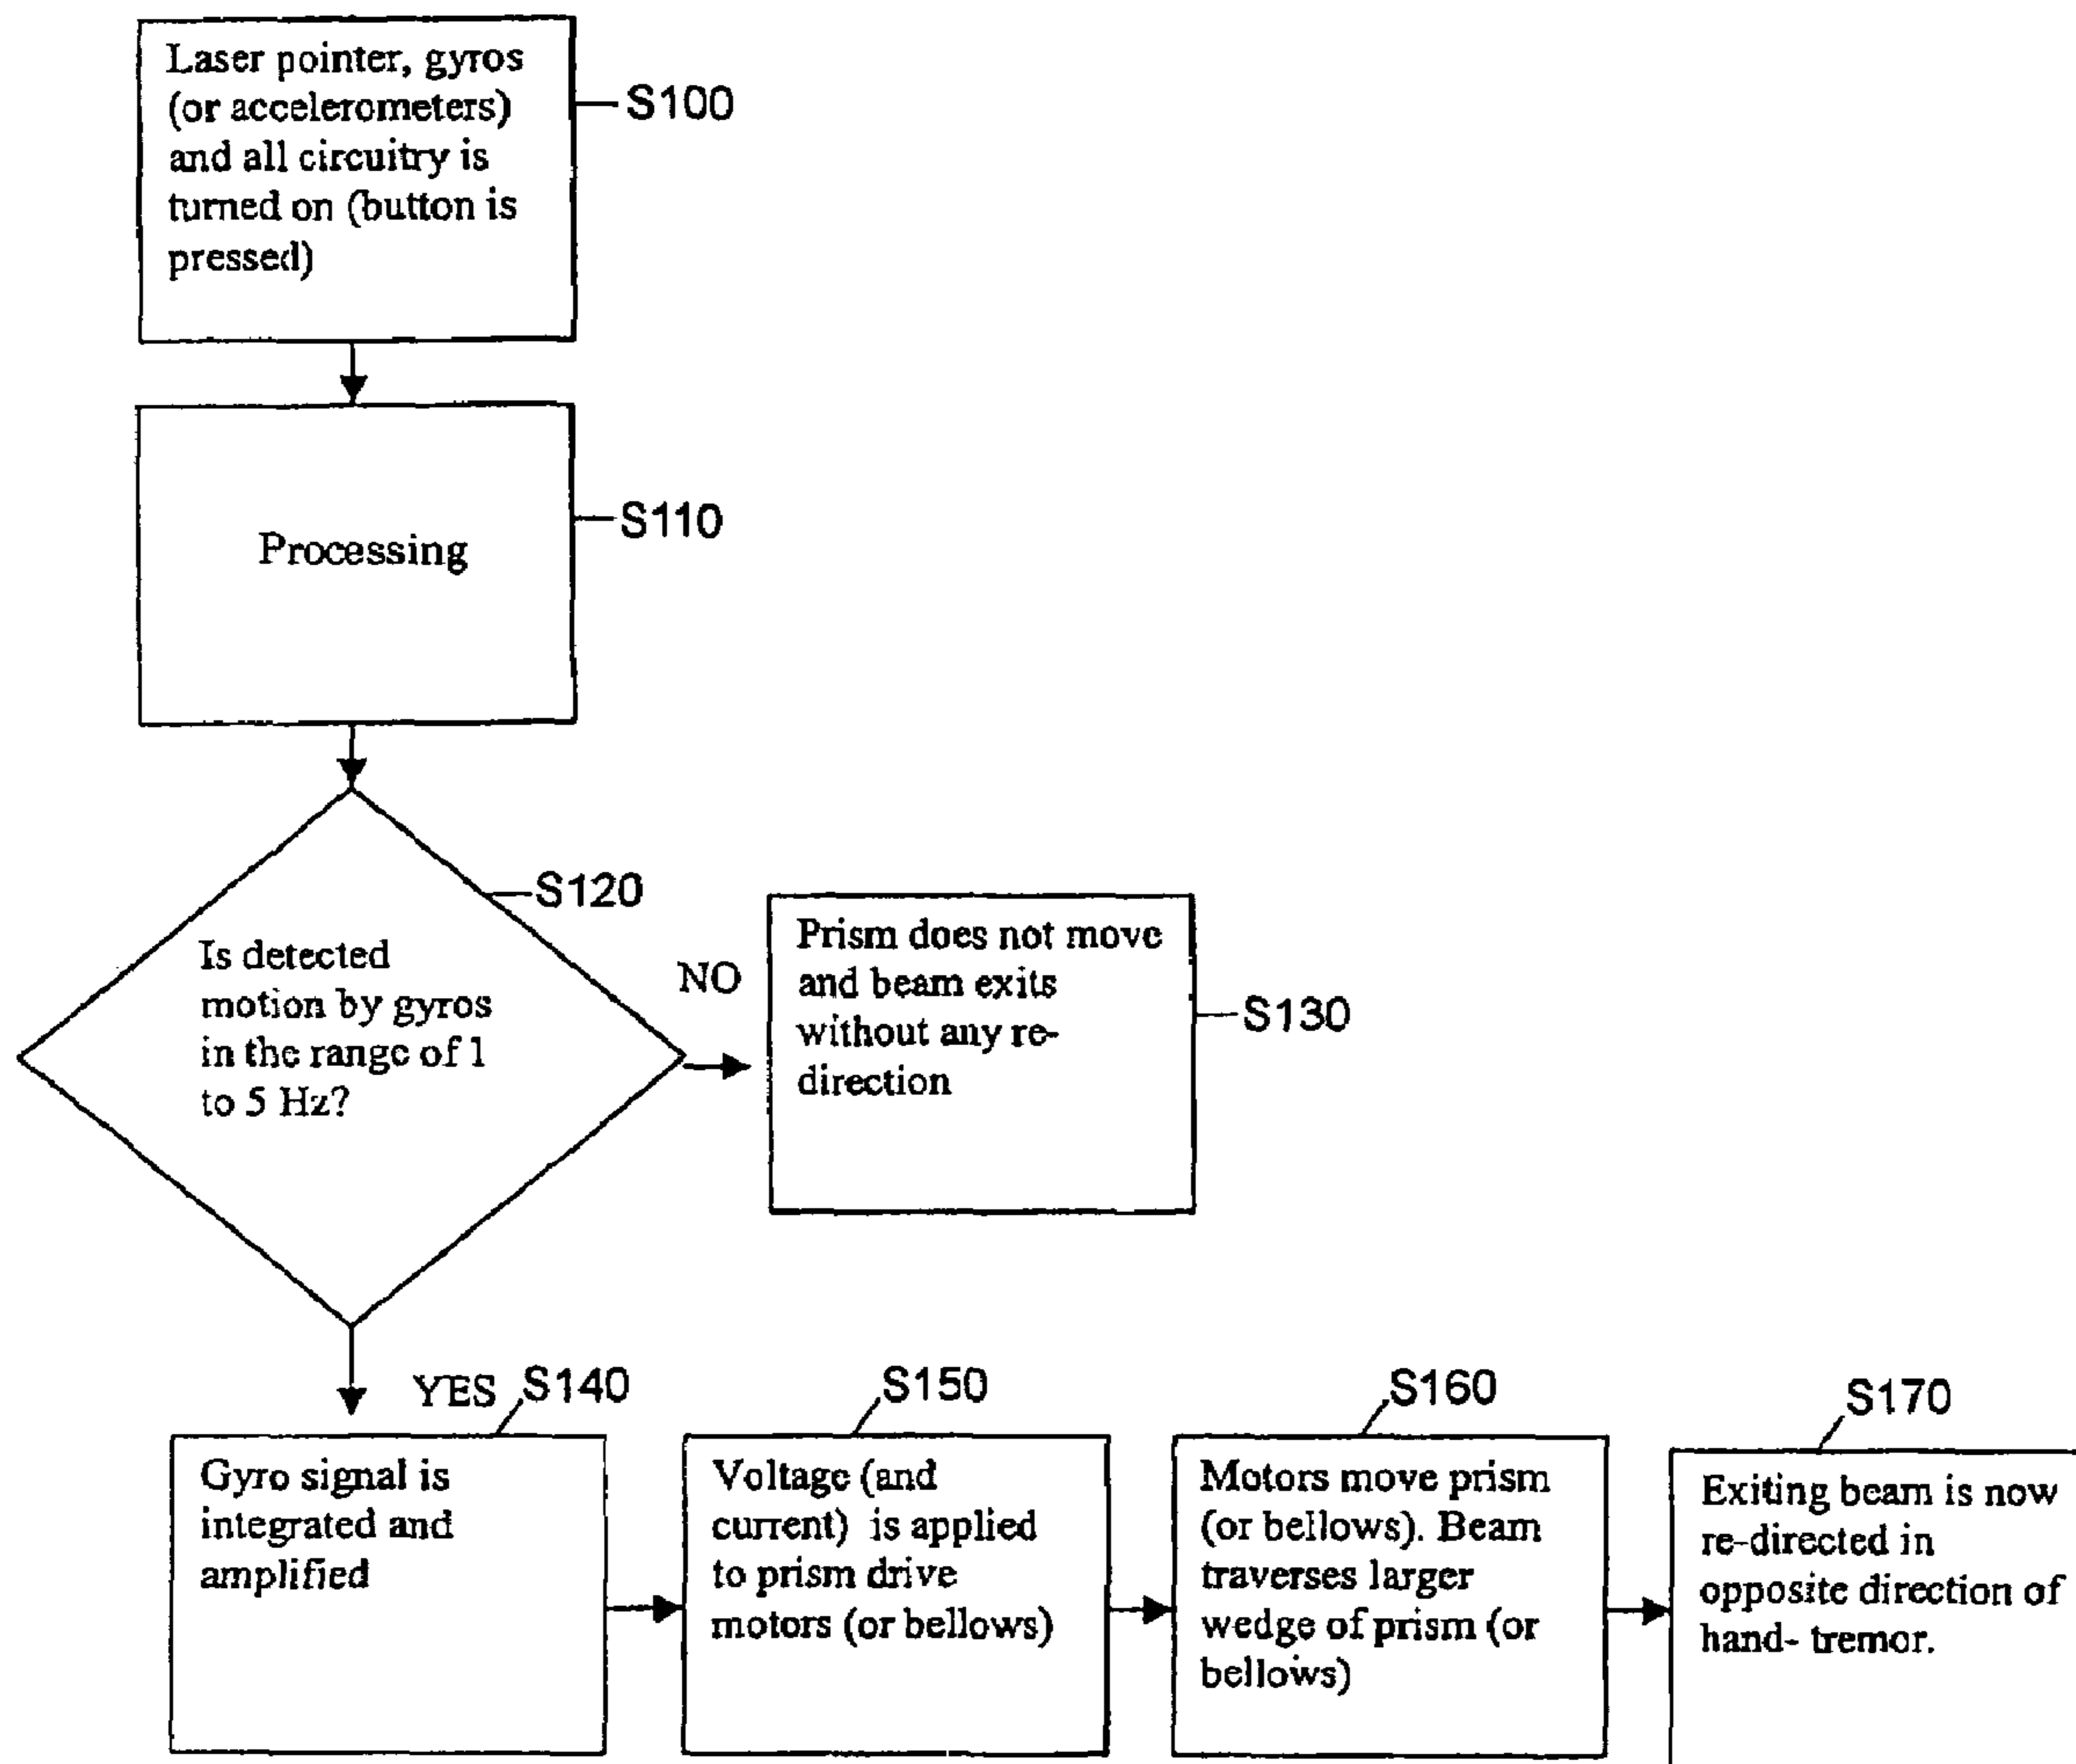 Laser pointer, gyros
(or accelerometers)
and all circuitry is
turned on (button is
pressed)
S100
Processing
S110
S120
Is detected
motion by gyros
in the range of 1
to 5 Hz?
NO
Prism does not move
and beam exits
without any re-
direction
S130
YES
S140
Gyro signal is
integrated and
amplified
S150
Voltage (and
current) is applied
to prism drive
motors (or bellows)
S160
Motors move prism
(or bellows). Beam
traverses larger
wedge of prism (or
bellows)
S170
Exiting beam is now
re-directed in
opposite direction of
hand- tremor.